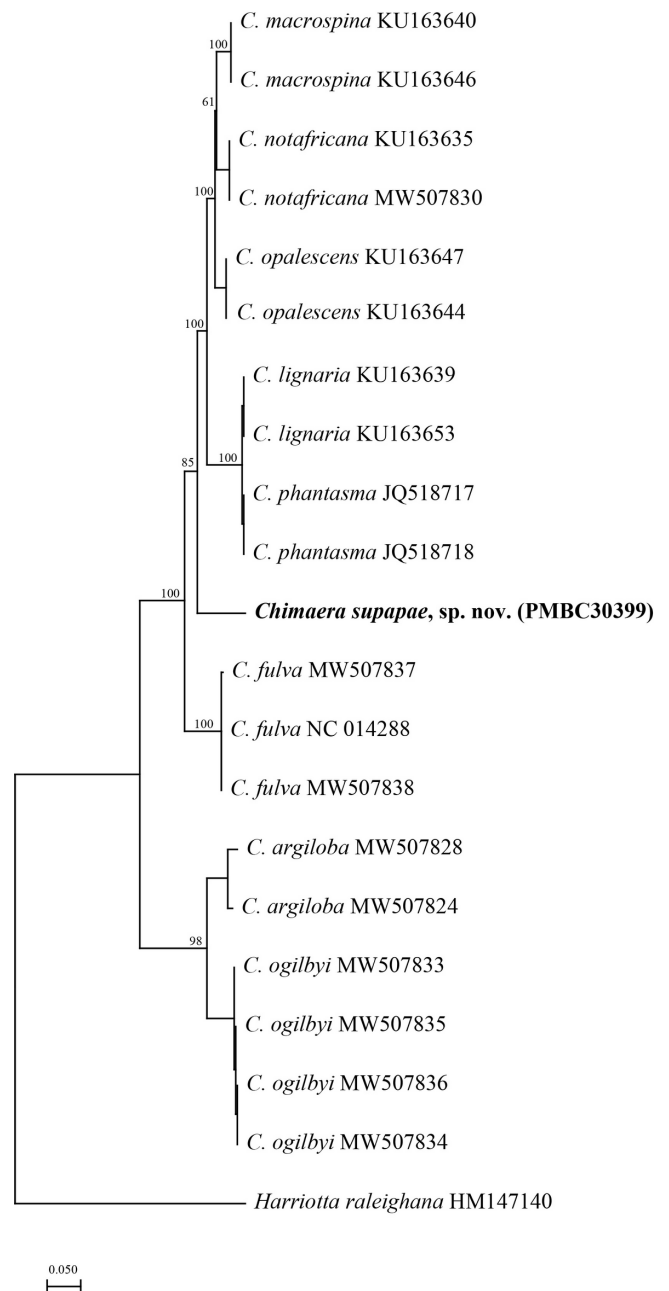 C. macrospina KU163640
100
C. macrospina KU163646
61
C. notafricana KU163635
100
C. notafricana MW507830
C. opalescens KU163647
C. opalescens KU163644
100
C. lignaria KU163639
C. lignaria KU163653
100
85
C. phantasma JQ518717
C. phantasma JQ518718
100
Chimaera supapae, sp. nov. (PMBC30399)
C. fulva MW507837
100
C. fulva NC 014288
C. fulva MW507838
C. argiloba MW507828
C. argiloba MW507824
98
C. ogilbyi MW507833
C. ogilbyi MW507835
C. ogilbyi MW507836
C. ogilbyi MW507834
Harriotta raleighana HM147140
0.050